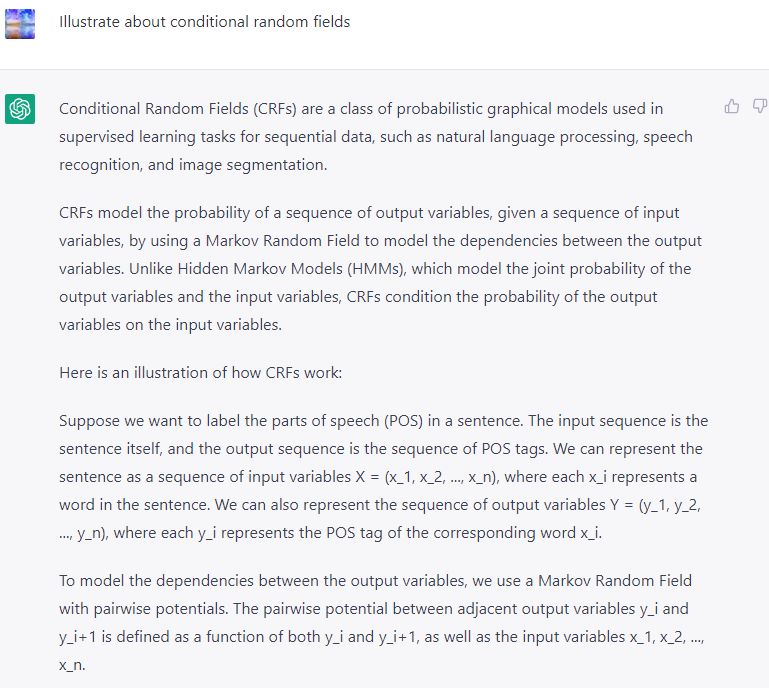 Illustrate about conditional random fields
Conditional Random Fields (CRFs) are a class of probabilistic graphical models used in
supervised learning tasks for sequential data, such as natural language processing, speech
recognition, and image segmentation.
CRFs model the probability of a sequence of output variables, given a sequence of input
variables, by using a Markov Random Field to model the dependencies between the output
variables. Unlike Hidden Markov Models (HMMs), which model the joint probability of the
output variables and the input variables, CRFs condition the probability of the output
variables on the input variables.
Here is an illustration of how CRFs work:
Suppose we want to label the parts of speech (POS) in a sentence. The input sequence is the
sentence itself, and the output sequence is the sequence of POS tags. We can represent the
sentence as a sequence of input variables X = (x_1, x_2, ..., x_n), where each x_i represents a
word in the sentence. We can also represent the sequence of output variables Y = (y_1, y_2,
..., y_n), where each y_i represents the POS tag of the corresponding word x_i.
To model the dependencies between the output variables, we use a Markov Random Field
with pairwise potentials. The pairwise potential between adjacent output variables y_i and
y_i+1 is defined as a function of both y_i and y_i+1, as well as the input variables x_1, x_2, ...,
x_n.